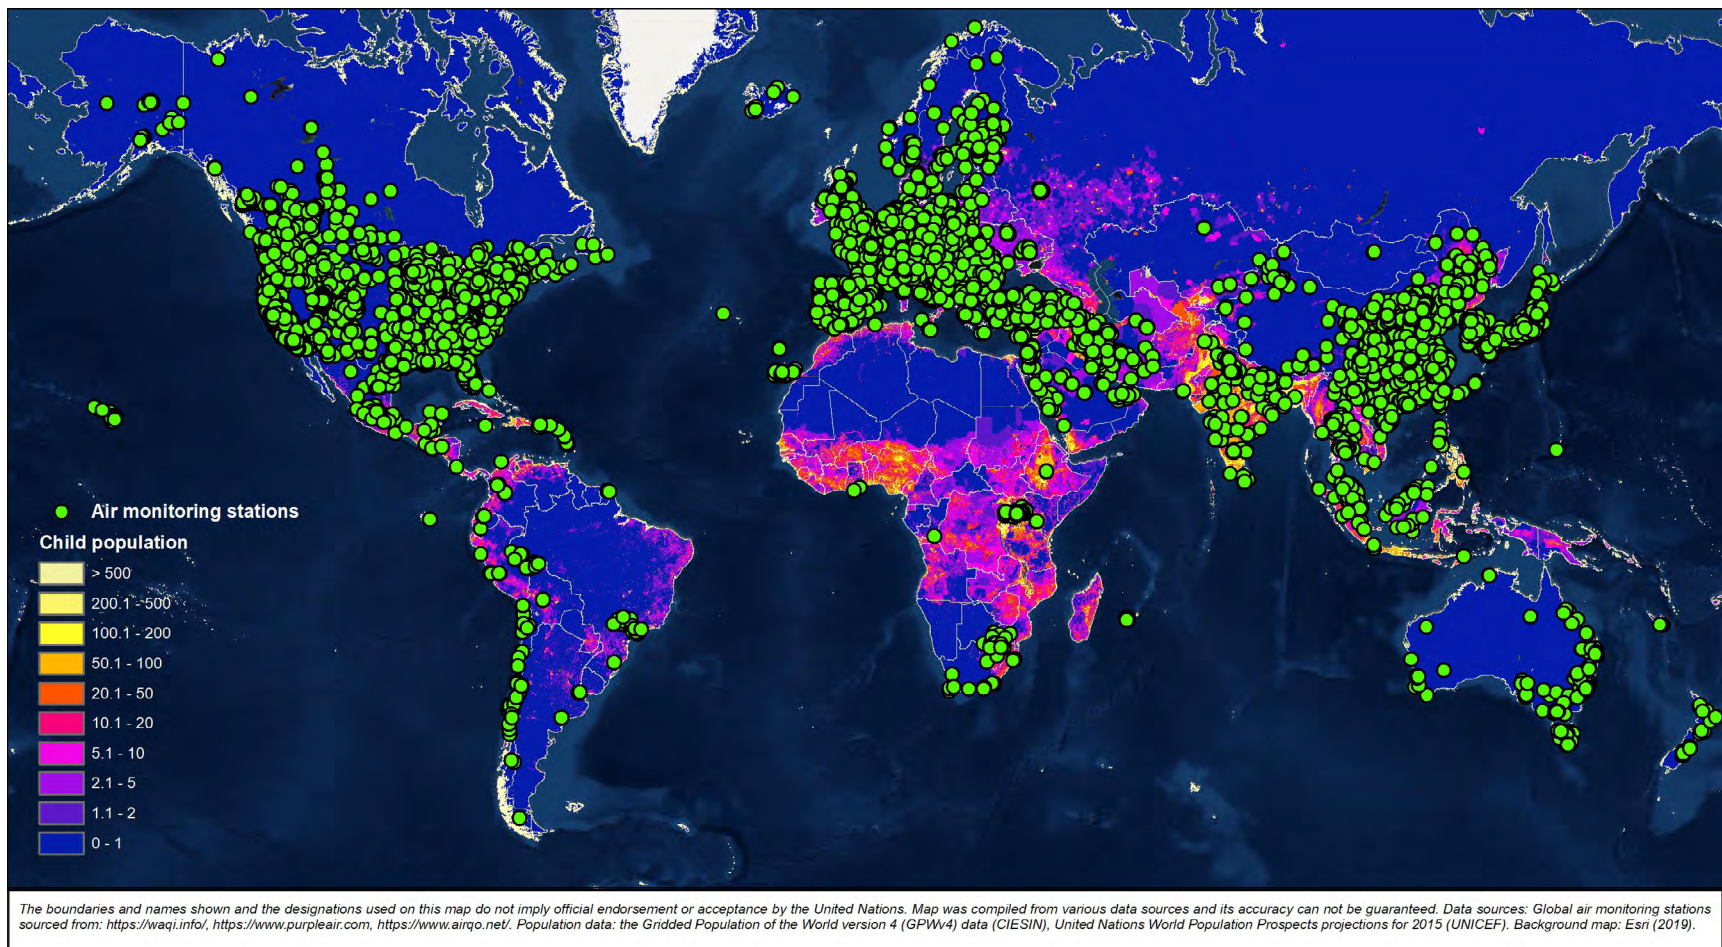 Air monitoring stations
Child population
> 500
200.1 - 500
100.1 - 200
50.1 - 100
20.1 - 50
10.1 - 20
5.1 - 10
2.1 - 5
1.1 - 2
0 - 1
The boundaries and names shown and the designations used on this map do not imply official endorsement or acceptance by the United Nations. Map was compiled from various data sources and its accuracy can not be guaranteed. Data sources: Global air monitoring stations
sourced from: https://waqi.info/, https://www.purpleair.com, https://www.airqo.net/. Population data: the Gridded Population of the World version 4 (GPWv4) data (CIESIN), United Nations World Population Prospects projections for 2015 (UNICEF). Background map: Esri (2019).